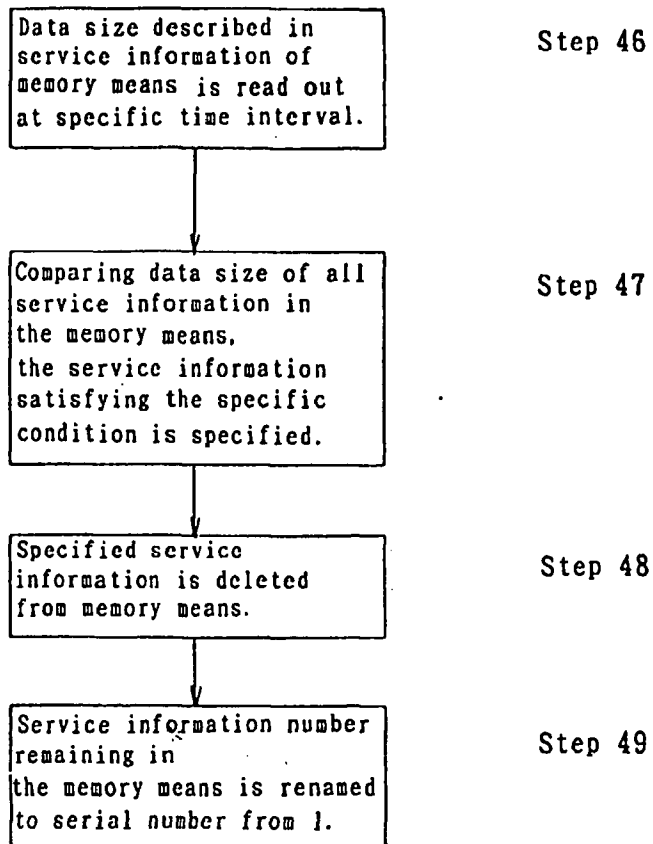 Data size described in
service information of
memory means is read out
at specific time interval.
Step 46
Comparing data size of all
service information in
the memory means,
the service information
satisfying the specific
condition is specified.
Step 47
Specified service
information is deleted
from memory means.
Step 48
Service information number
remaining in
the memory means is renamed
to serial number from 1.
Step 49